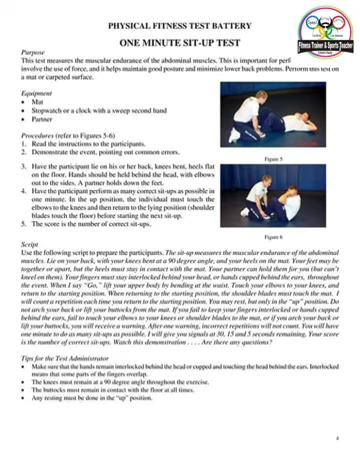 PHYSICAL FITNESS TEST BATTERY
Fitness Trainer & Sports Teacher
ONE MINUTE SIT-UP TEST
Purpose
This test measures the muscular endurance of the abdominal muscles. This is important for perf
involve the use of force, and it helps maintain good posture and minimize lower back problems. Perform this test on
a mat or carpeted surface.
Equipment
• Mat
• Stopwatch or a clock with a sweep second hand
• Partner
Procedures (refer to Figures 5-6)
1. Read the instructions to the participants.
2. Demonstrate the event, pointing out common errors.
Figure 5
3. Have the partner lie on his or her back, knees bent, heels flat
on the floor. Hands should be held behind the head, with elbows
out to the sides. A partner holds down the feet.
4. Have the participant perform as many correct sit-ups as possible in
one minute. In the up position, the individual must touch the
elbows to the knees and then return to the lying position (shoulder
blades touch the floor) before starting the next sit-up.
5. The score is the number of correct sit-ups.
Figure 6
Script
Use the following script to prepare the participants. The sit-up measures the muscular endurance of the abdominal
muscles. Lie on your back, with your knees bent at a 90 degree angle, and your heels on the mat. Your feet may be
together or apart, but the heels must stay in contact with the mat. Your partner can hold them for you (but can't
kneel on them). Your fingers must stay interlocked behind your head, or hands cupped behind the ears, throughout
the event. When I say "Go," lift your upper body by bending at the waist. Touch your elbows to your knees, and
return to the starting position. When returning to the starting position, the shoulder blades must touch the mat. I
will count a repetition each time you return to the starting position. You may rest, but only in the "up" position. Do
not arch your back or lift your buttocks from the mat. If you fail to keep your fingers interlocked or hands cupped
behind the ears, fail to touch your elbows to your knees or shoulder blades to the mat, or if you arch your back or
lift your buttocks, you will receive a warning. After one warning, incorrect repetitions will not count. You will have
one minute to do as many sit-ups as possible. I will give you signals at 30, 15 and 5 seconds remaining. Your score
is the number of correct sit-ups. Watch this demonstration . . . . Are there any questions?
Tips for the Test Administrator
• Make sure that the hands remain interlocked behind the head or cupped and touching the head behind the ears. Interlocked
means that some parts of the fingers overlap.
• The knees must remain at a 90 degree angle throughout the exercise.
• The buttocks must remain in contact with the floor at all times.
• Any resting must be done in the "up" position.
4